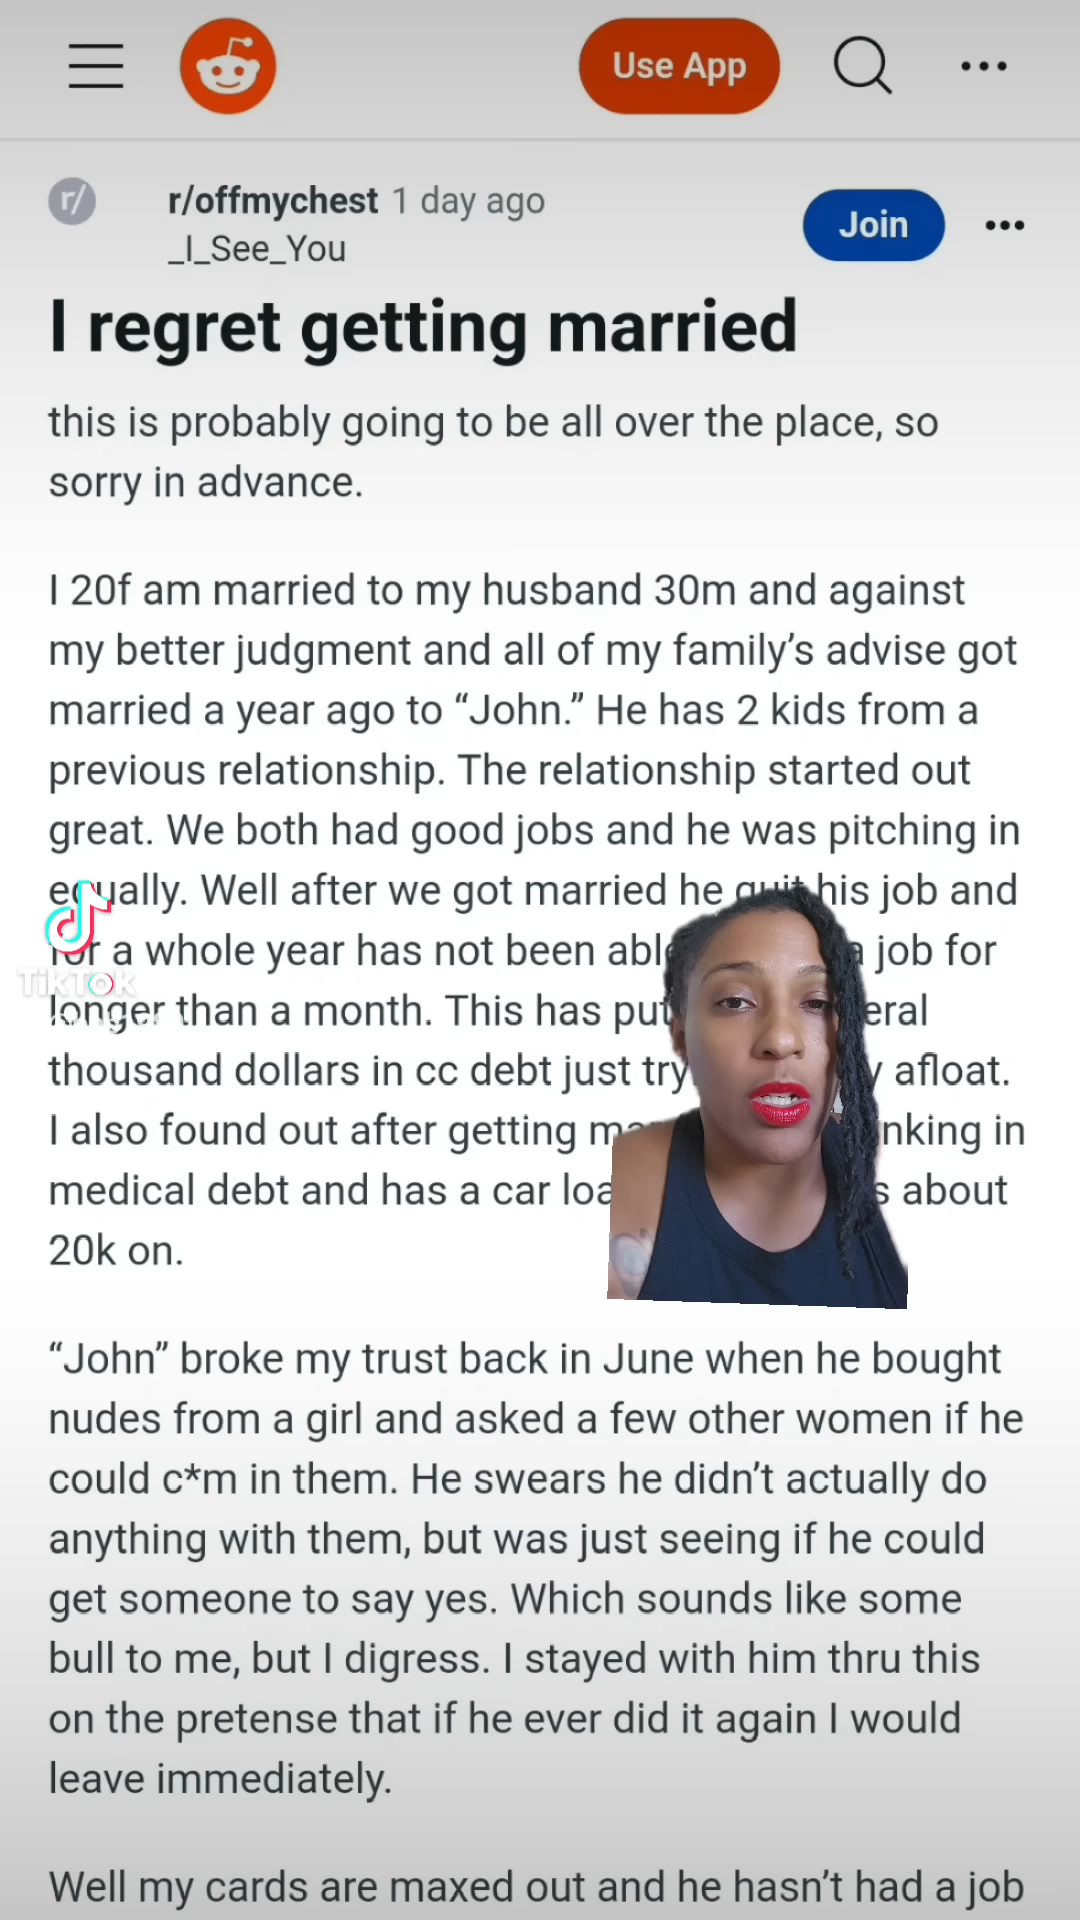 Use App
r/
r/offmychest 1 day ago
_I_See_You
Join
I regret getting married
this is probably going to be all over the place, so
sorry in advance.
I 20f am married to my husband 30m and against
my better judgment and all of my family's advise got
married a year ago to “John.” He has 2 kids from a
previous relationship. The relationship started out
great. We both had good jobs and he was pitching in
equally. Well after we got married he quit his job and
for a whole year has not been a job for
TikTok
longer than a month. This has put
thousand dollars in cc debt just afloat.
I also found out after getting in
medical debt and has a car about
20k on.
“John” broke my trust back in June when he bought
nudes from a girl and asked a few other women if he
could c*m in them. He swears he didn’t actually do
anything with them, but was just seeing if he could
get someone to say yes. Which sounds like some
bull to me, but I digress. I stayed with him thru this
on the pretense that if he ever did it again I would
leave immediately.
Well my cards are maxed out and he hasn’t had a job